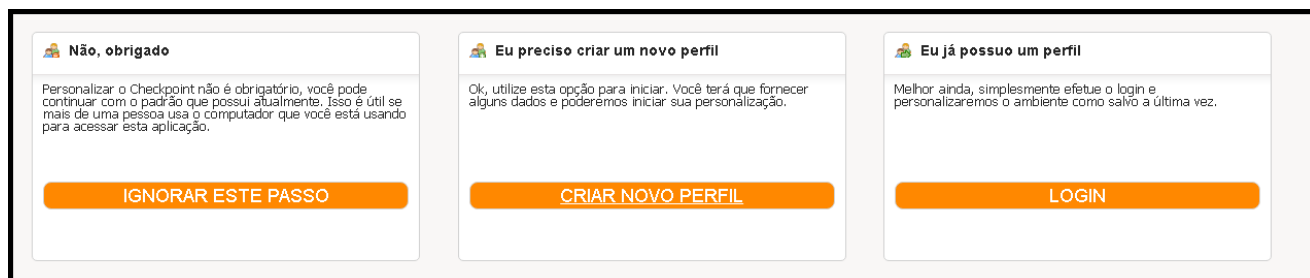 Não, obrigado
Personalizar o Checkpoint não é obrigatório, você pode
continuar com o padrão que possui atualmente. Isso é útil se
mais de uma pessoa usa o computador que você está usando
para acessar esta aplicação.
IGNORAR ESTE PASSO
Eu preciso criar um novo perfil
Ok, utilize esta opção para iniciar. Você terá que fornecer
alguns dados e poderemos iniciar sua personalização.
CRIAR NOVO PERFIL
Eu já possuo um perfil
Melhor ainda, simplesmente efetue o login e
personalizaremos o ambiente como salvo a última vez.
LOGIN